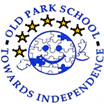 OLD PARK SCHOOL
TOWARDS INDEPENDENCE